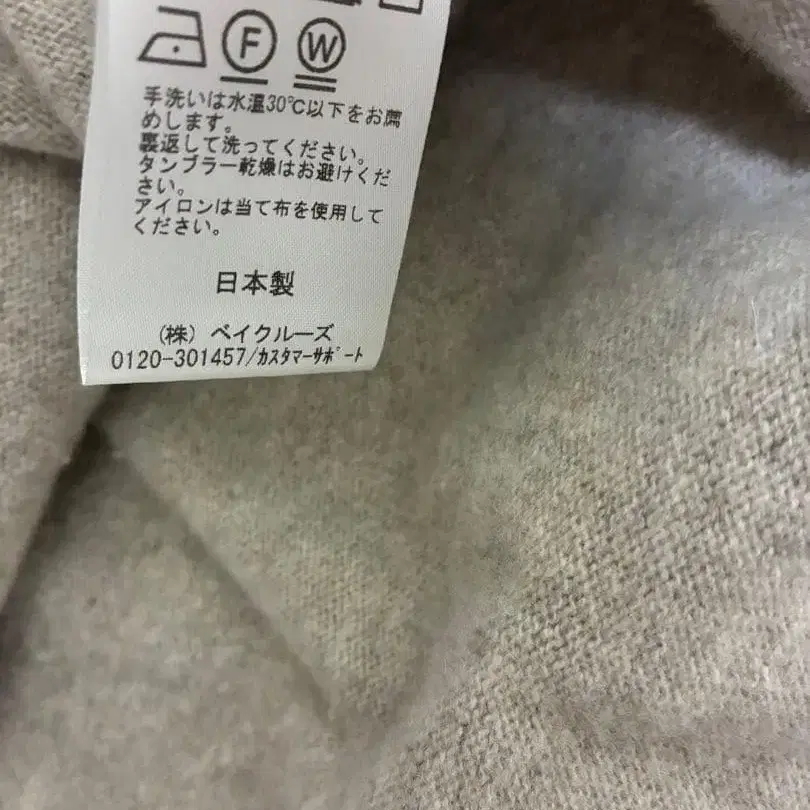 F W
手洗いは水温30℃以下をお薦
めします。
裏返して洗ってください。
タンブラー乾燥はお避けくだ
さい。
アイロンは当て布を使用して
ください。
日本製
（株）ベイクルーズ
0120-301457/ｶｽﾀﾏｰｻﾎﾟｰﾄ